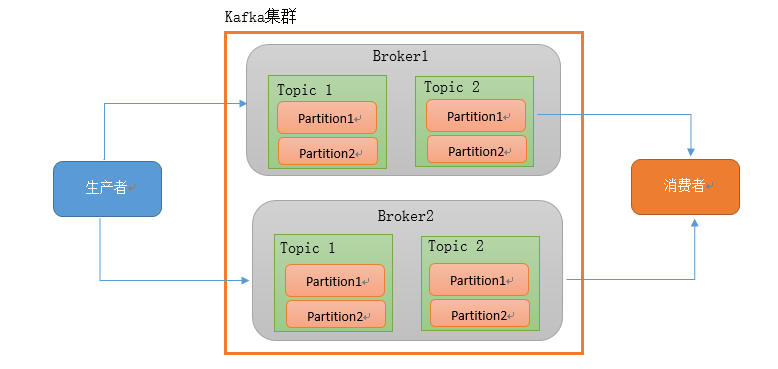 Kafka集群
Broker1
Topic 1
Partition1
Partition2
Topic 2
Partition1
Partition2
生产者
消费者
Broker2
Topic 1
Partition1
Partition2
Topic 2
Partition1
Partition2